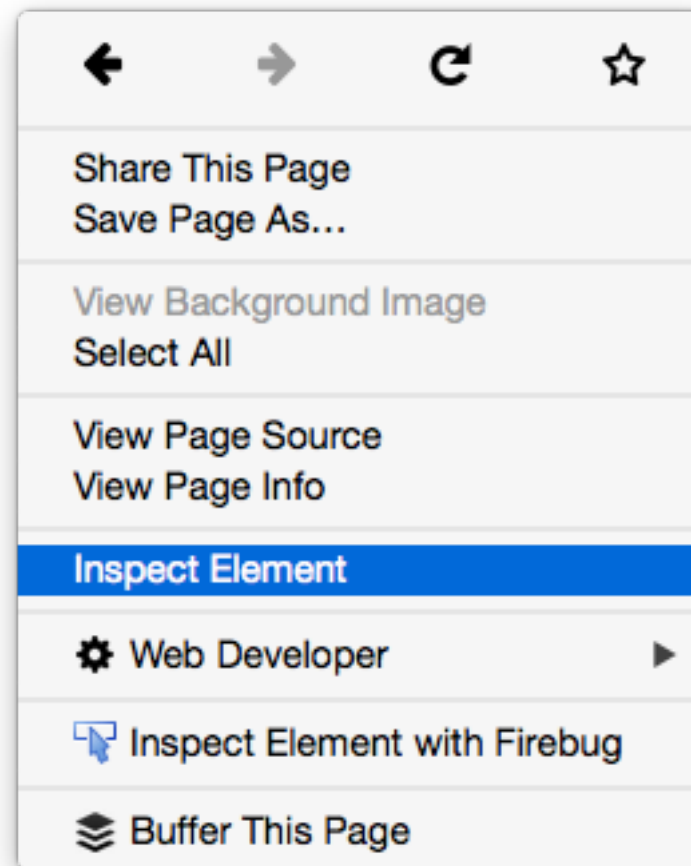 Share This Page
Save Page As...
View Background Image
Select All
View Page Source
View Page Info
Inspect Element
Web Developer
Inspect Element with Firebug
Buffer This Page